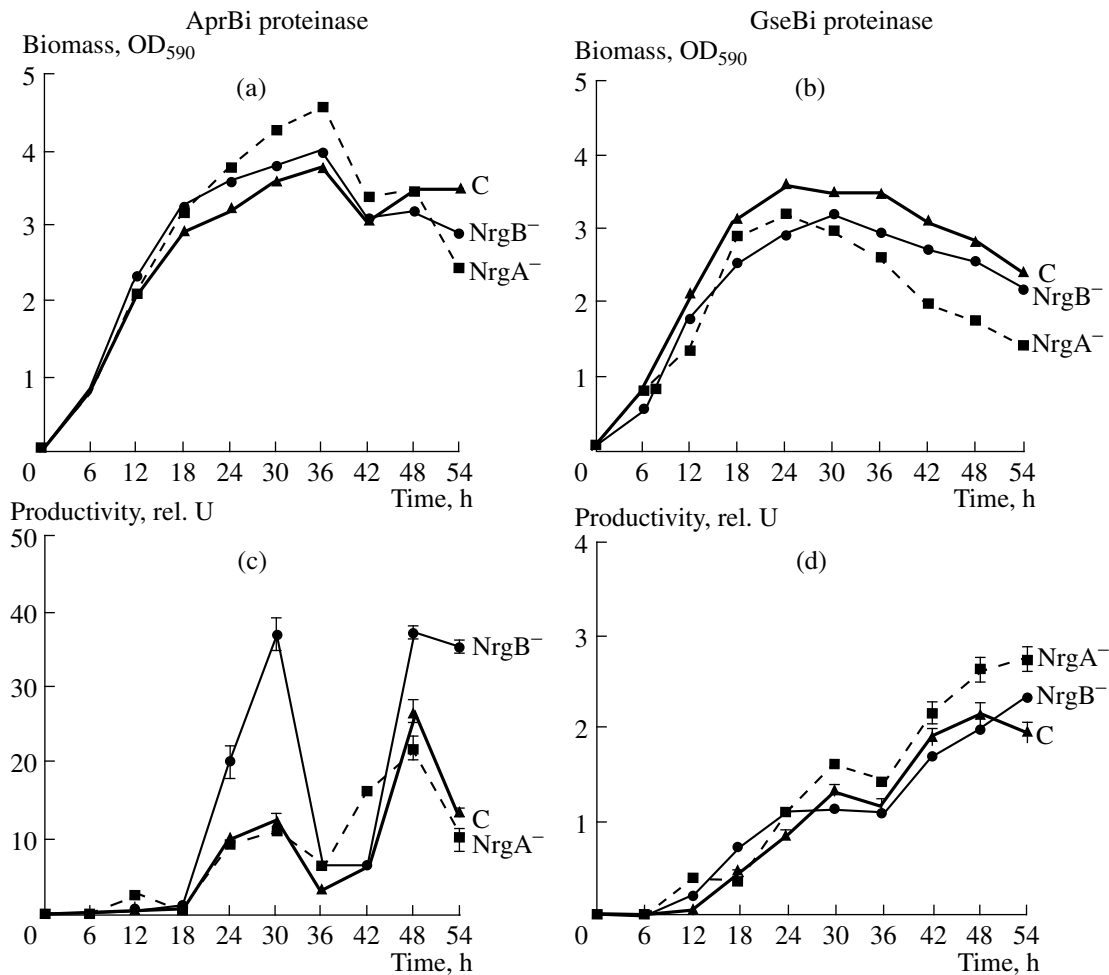 AprBi proteinase
GseBi proteinase
Biomass, OD590
Biomass, OD590
(a)
(b)
5
4
3
2
1
0 6 12 18 24 30 36 42 48 54
Time, h
C
NrgB–
NrgA–
5
4
3
2
1
0 6 12 18 24 30 36 42 48 54
Time, h
C
NrgB–
NrgA–
Productivity, rel. U
Productivity, rel. U
(c)
(d)
50
40
30
20
10
0 6 12 18 24 30 36 42 48 54
Time, h
NrgB–
C
NrgA–
4
3
2
1
0 6 12 18 24 30 36 42 48 54
Time, h
NrgA–
NrgB–
C